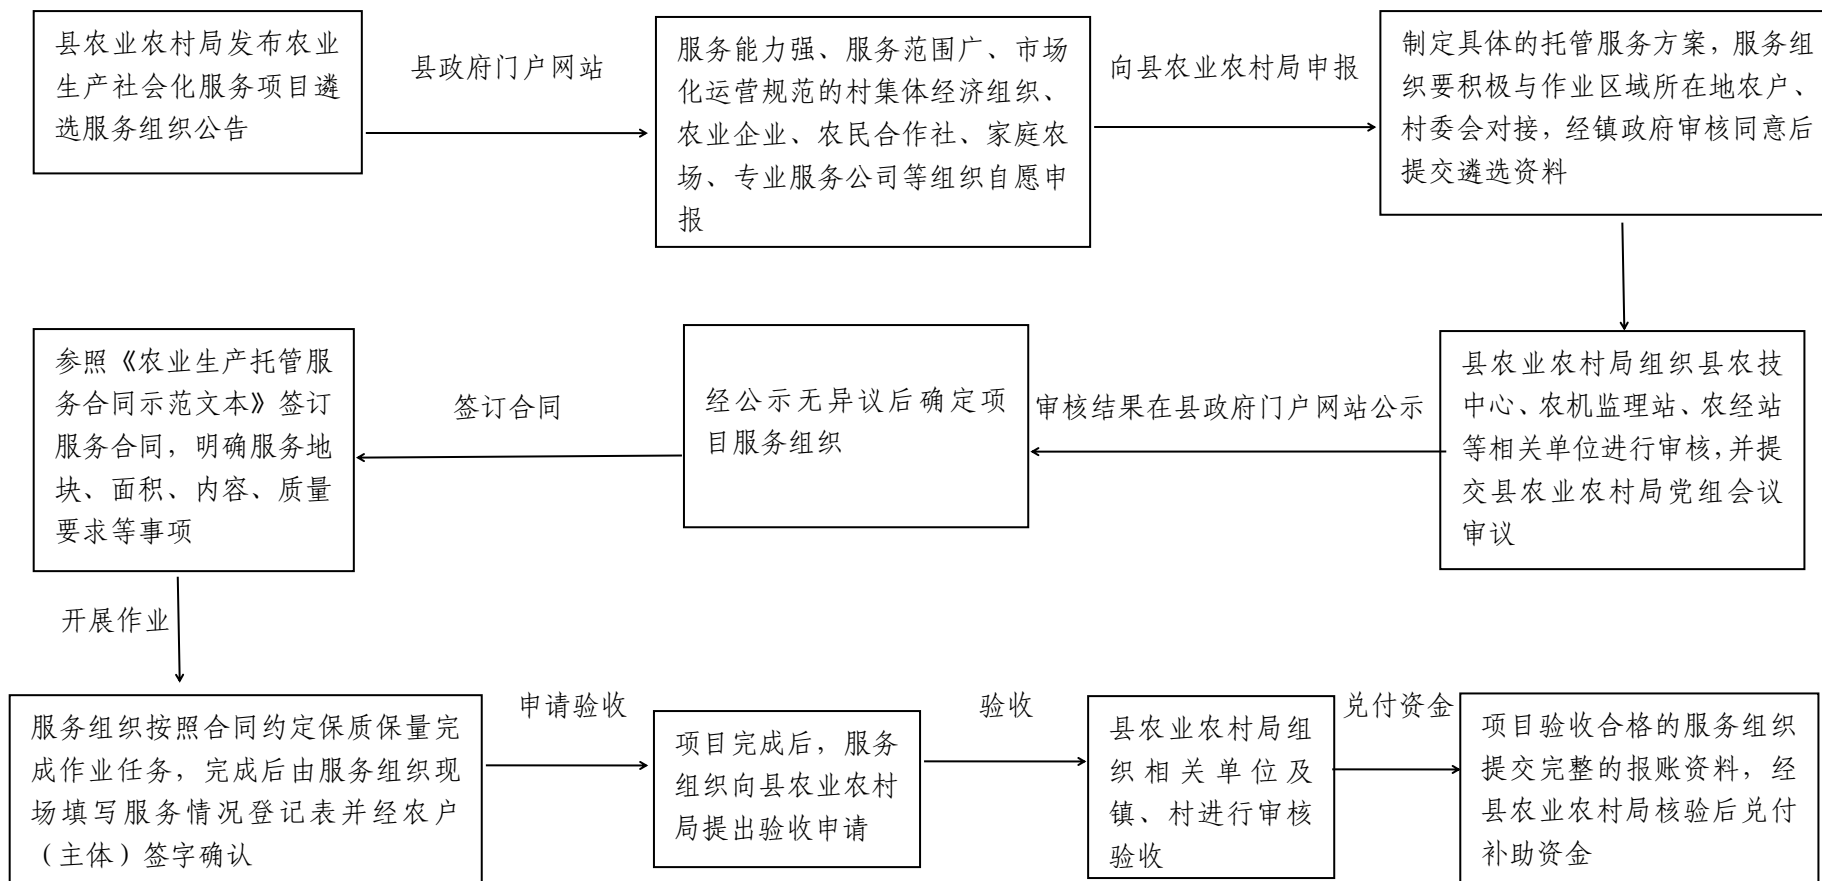 县农业农村局发布农业
生产社会化服务项目遴
选服务组织公告
县政府门户网站
服务能力强、服务范围广、市场
化运营规范的村集体经济组织、
农业企业、农民合作社、家庭农
场、专业服务公司等组织自愿申
报
向县农业农村局申报
制定具体的托管服务方案，服务组
织要积极与作业区域所在地农户、
村委会对接，经镇政府审核同意后
提交遴选资料
县农业农村局组织县农技
中心、农机监理站、农经站
等相关单位进行审核，并提
交县农业农村局党组会议
审议
审核结果在县政府门户网站公示
经公示无异议后确定项
目服务组织
签订合同
参照《农业生产托管服
务合同示范文本》签订
服务合同，明确服务地
块、面积、内容、质量
要求等事项
开展作业
服务组织按照合同约定保质保量完
成作业任务，完成后由服务组织现
场填写服务情况登记表并经农户
（主体）签字确认
申请验收
项目完成后，服务
组织向县农业农村
局提出验收申请
验收
县农业农村局组
织相关单位及
镇、村进行审核
验收
兑付资金
项目验收合格的服务组织
提交完整的报账资料，经
县农业农村局核验后兑付
补助资金